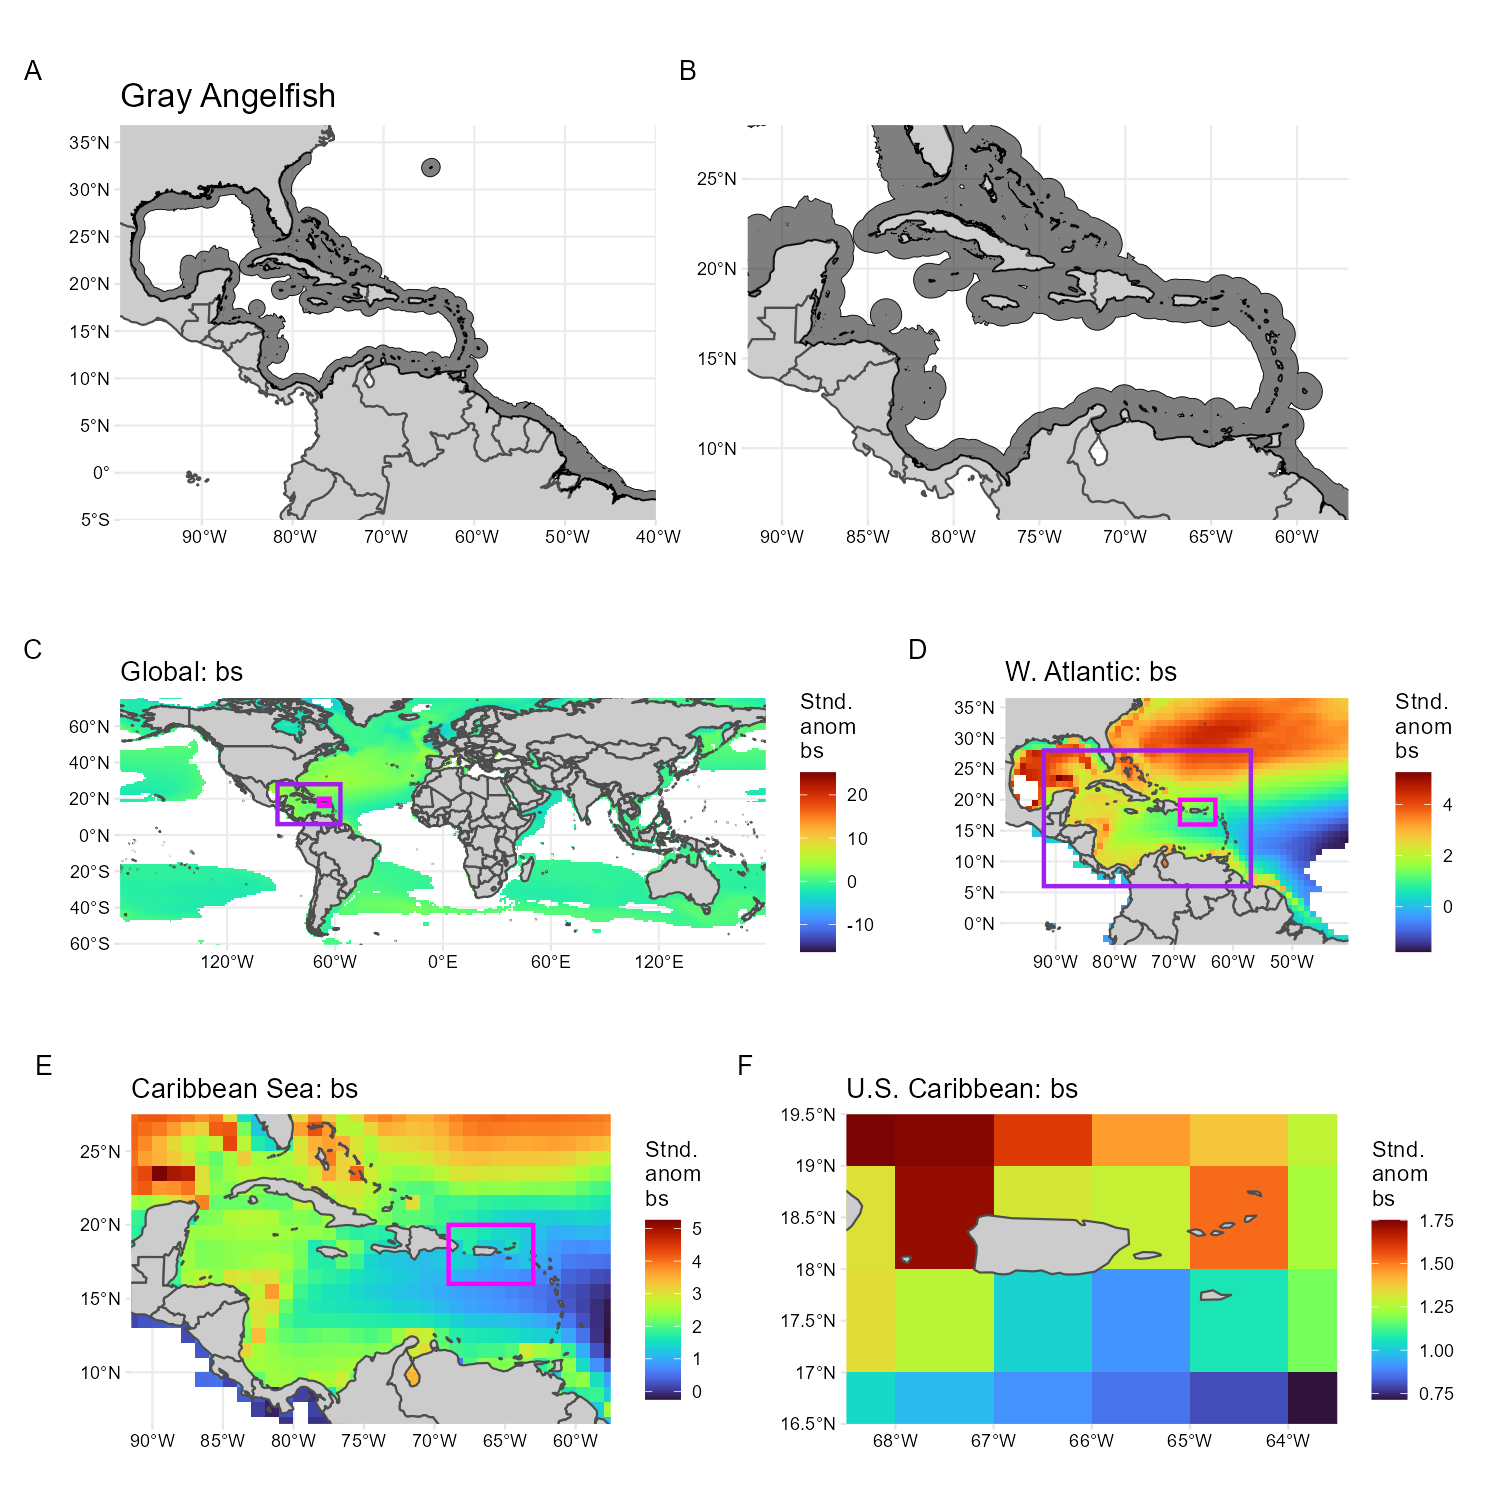 A
B
Gray Angelfish
35°N
30°N
25°N
20°N
15°N
10°N
5°N
0°
5°S
90°W
80°W
70°W
60°W
50°W
40°W
25°N
20°N
15°N
10°N
90°W
85°W
80°W
75°W
70°W
65°W
60°W
C
Global: bs
60°N
40°N
20°N
0°N
20°S
40°S
60°S
120°W
60°W
0°E
60°E
120°E
Stnd.
anom
bs
20
10
0
-10
D
W. Atlantic: bs
35°N
30°N
25°N
20°N
15°N
10°N
5°N
0°N
90°W
80°W
70°W
60°W
50°W
Stnd.
anom
bs
4
2
0
E
Caribbean Sea: bs
25°N
20°N
15°N
10°N
90°W
85°W
80°W
75°W
70°W
65°W
60°W
Stnd.
anom
bs
5
4
3
2
1
0
F
U.S. Caribbean: bs
19.5°N
19°N
18.5°N
18°N
17.5°N
17°N
16.5°N
68°W
67°W
66°W
65°W
64°W
Stnd.
anom
bs
1.75
1.50
1.25
1.00
0.75